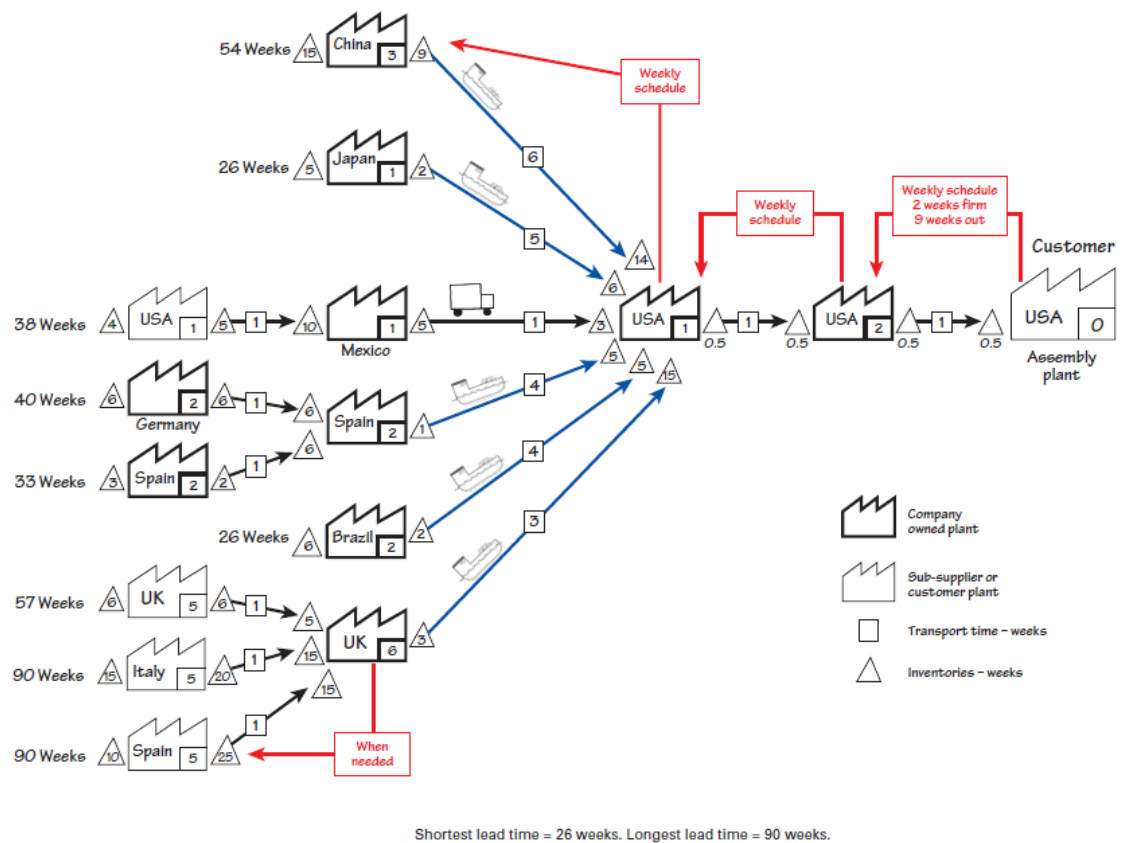 54 Weeks
15
China
3
9
Weekly
schedule
6
26 Weeks
5
Japan
1
2
5
Weekly
schedule
Weekly schedule
2 weeks firm
9 weeks out
Customer
14
6
38 Weeks
4
USA
1
5
1
10
1
Mexico
5
1
3
USA
1
0.5
1
0.5
USA
2
0.5
1
0.5
USA
0
Assembly
plant
40 Weeks
6
2
Germany
6
1
6
Spain
2
1
4
5
5
15
33 Weeks
3
Spain
2
2
1
6
26 Weeks
6
Brazil
2
2
4
57 Weeks
6
UK
5
6
1
5
UK
6
3
3
90 Weeks
15
Italy
5
20
1
15
90 Weeks
10
Spain
5
25
1
15
When
needed
Company
owned plant
Sub-supplier or
customer plant
Transport time – weeks
Inventories – weeks
Shortest lead time = 26 weeks. Longest lead time = 90 weeks.